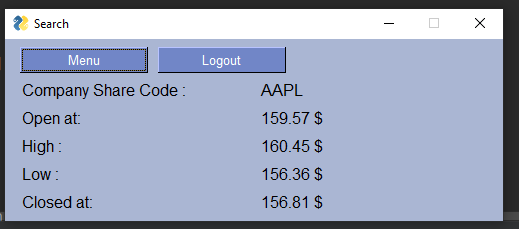 Search
Menu Logout
Company Share Code : AAPL
Open at: 159.57 $
High : 160.45 $
Low : 156.36 $
Closed at: 156.81 $